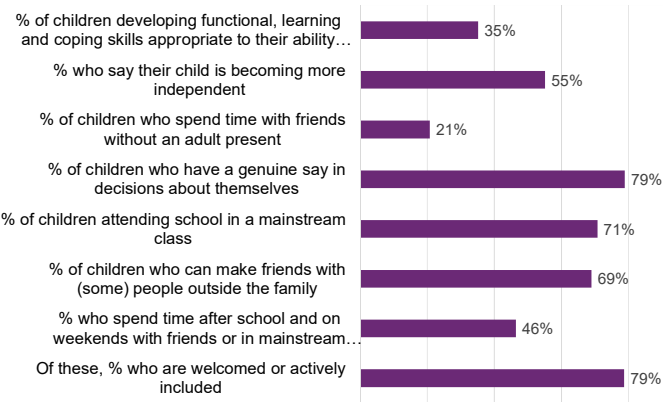 % of children developing functional, learning
and coping skills appropriate to their ability…
35%
% who say their child is becoming more
independent
55%
% of children who spend time with friends
without an adult present
21%
% of children who have a genuine say in
decisions about themselves
79%
% of children attending school in a mainstream
class
71%
% of children who can make friends with
(some) people outside the family
69%
% who spend time after school and on
weekends with friends or in mainstream…
46%
Of these, % who are welcomed or actively
included
79%